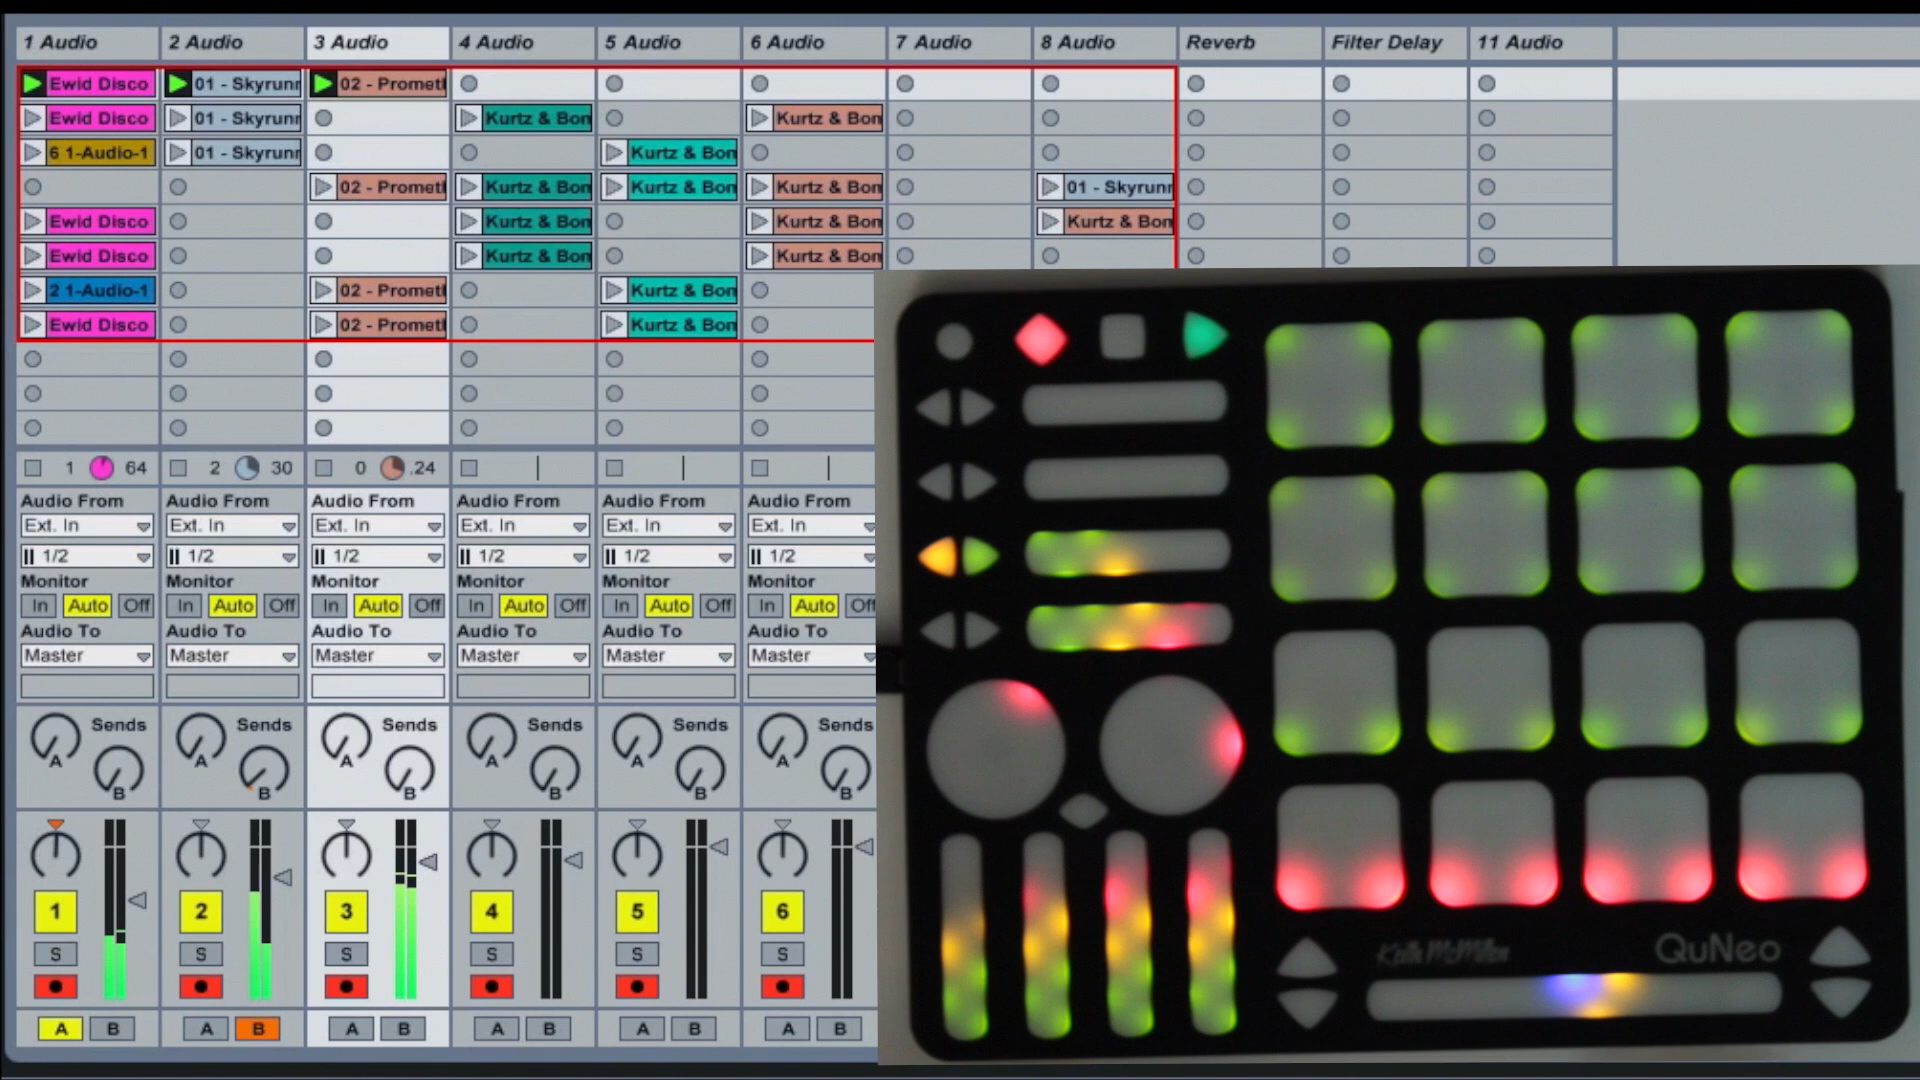 1 Audio 2 Audio 3 Audio 4 Audio 5 Audio 6 Audio 7 Audio 8 Audio Reverb Filter Delay 11 Audio
Ewid Disco 01 - Skyrunr 02 - Promet
Ewid Disco 01 - Skyrunr Kurtz & Bon Kurtz & Bon
6 1-Audio-1 01 - Skyrunr Kurtz & Bon
02 - Promet Kurtz & Bon Kurtz & Bon Kurtz & Bon 01 - Skyrunr
Ewid Disco Kurtz & Bon Kurtz & Bon Kurtz & Bon
Ewid Disco Kurtz & Bon Kurtz & Bon
2 1-Audio-1 02 - Promet Kurtz & Bon
Ewid Disco 02 - Promet Kurtz & Bon
1 64 2 30 0 .24
Audio From Audio From Audio From Audio From Audio From Audio From
Ext. In Ext. In Ext. In Ext. In Ext. In Ext. In
1/2 1/2 1/2 1/2 1/2 1/2
Monitor Monitor Monitor Monitor Monitor Monitor
In Auto Off In Auto Off In Auto Off In Auto Off In Auto Off In Auto Off
Audio To Audio To Audio To Audio To Audio To Audio To
Master Master Master Master Master Master
Sends Sends Sends Sends Sends Sends
A A A A A A
B B B B B B
1 2 3 4 5 6
S S S S S S
A B A B A B A B A B A B
Keith McMillen QuNeo